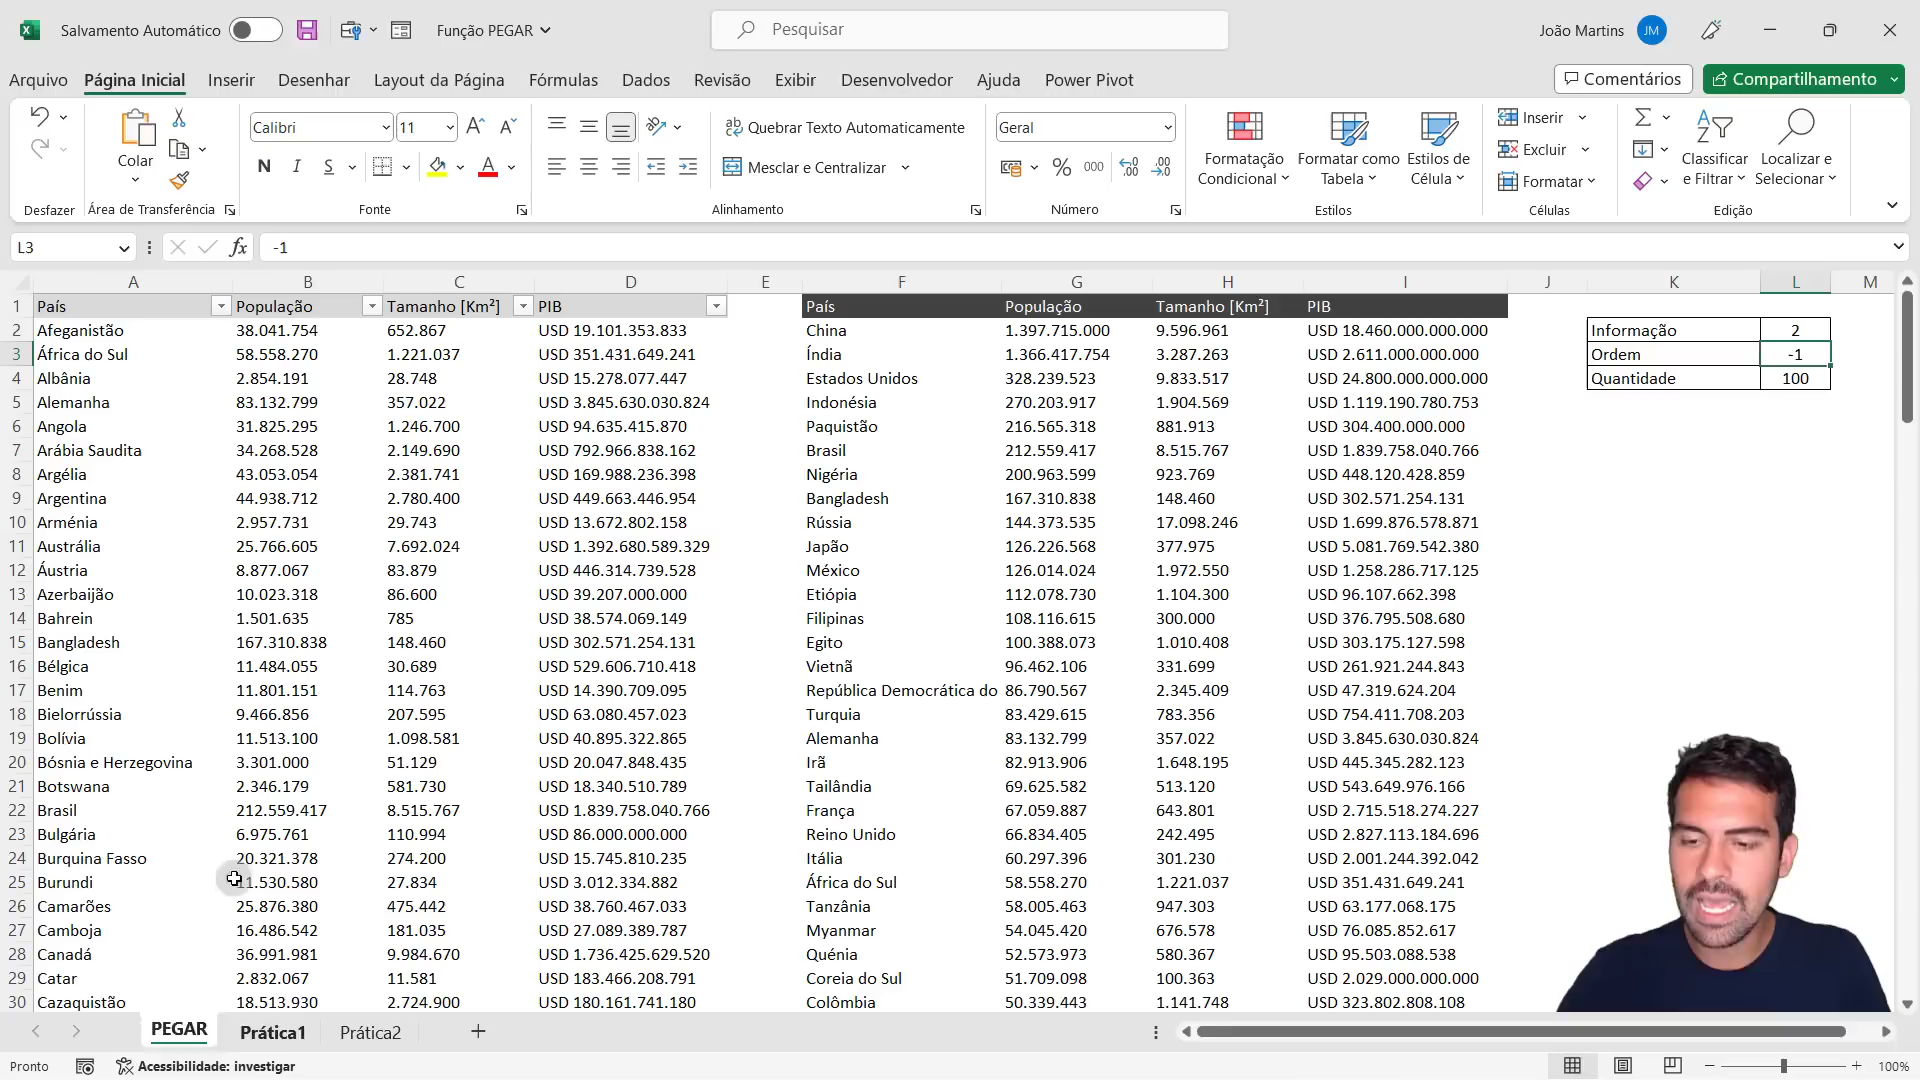 Salvamento Automático
Função PEGAR
Pesquisar
João Martins
JM
Arquivo Página Inicial Inserir Desenhar Layout da Página Fórmulas Dados Revisão Exibir Desenvolvedor Ajuda Power Pivot
Comentários
Compartilhamento
Colar
Desfazer
Área de Transferência
Calibri 11
N I S
Fonte
Quebrar Texto Automaticamente
Mesclar e Centralizar
Alinhamento
Geral
% 000
Número
Formatação Condicional
Formatar como Tabela
Estilos de Célula
Estilos
Inserir
Excluir
Formatar
Células
Classificar e Filtrar
Localizar e Selecionar
Edição
L3 fx -1
A B C D E F G H I J K L M
1 País População Tamanho [Km²] PIB País População Tamanho [Km²] PIB
2 Afeganistão 38.041.754 652.867 USD 19.101.353.833 China 1.397.715.000 9.596.961 USD 18.460.000.000.000 Informação 2
3 África do Sul 58.558.270 1.221.037 USD 351.431.649.241 Índia 1.366.417.754 3.287.263 USD 2.611.000.000.000 Ordem -1
4 Albânia 2.854.191 28.748 USD 15.278.077.447 Estados Unidos 328.239.523 9.833.517 USD 24.800.000.000.000 Quantidade 100
5 Alemanha 83.132.799 357.022 USD 3.845.630.030.824 Indonésia 270.203.917 1.904.569 USD 1.119.190.780.753
6 Angola 31.825.295 1.246.700 USD 94.635.415.870 Paquistão 216.565.318 881.913 USD 304.400.000.000
7 Arábia Saudita 34.268.528 2.149.690 USD 792.966.838.162 Brasil 212.559.417 8.515.767 USD 1.839.758.040.766
8 Argélia 43.053.054 2.381.741 USD 169.988.236.398 Nigéria 200.963.599 923.769 USD 448.120.428.859
9 Argentina 44.938.712 2.780.400 USD 449.663.446.954 Bangladesh 167.310.838 148.460 USD 302.571.254.131
10 Arménia 2.957.731 29.743 USD 13.672.802.158 Rússia 144.373.535 17.098.246 USD 1.699.876.578.871
11 Austrália 25.766.605 7.692.024 USD 1.392.680.589.329 Japão 126.226.568 377.975 USD 5.081.769.542.380
12 Áustria 8.877.067 83.879 USD 446.314.739.528 México 126.014.024 1.972.550 USD 1.258.286.717.125
13 Azerbaijão 10.023.318 86.600 USD 39.207.000.000 Etiópia 112.078.730 1.104.300 USD 96.107.662.398
14 Bahrein 1.501.635 785 USD 38.574.069.149 Filipinas 108.116.615 300.000 USD 376.795.508.680
15 Bangladesh 167.310.838 148.460 USD 302.571.254.131 Egito 100.388.073 1.010.408 USD 303.175.127.598
16 Bélgica 11.484.055 30.689 USD 529.606.710.418 Vietnã 96.462.106 331.699 USD 261.921.244.843
17 Benim 11.801.151 114.763 USD 14.390.709.095 República Democrática do 86.790.567 2.345.409 USD 47.319.624.204
18 Bielorrússia 9.466.856 207.595 USD 63.080.457.023 Turquia 83.429.615 783.356 USD 754.411.708.203
19 Bolívia 11.513.100 1.098.581 USD 40.895.322.865 Alemanha 83.132.799 357.022 USD 3.845.630.030.824
20 Bósnia e Herzegovina 3.301.000 51.129 USD 20.047.848.435 Irã 82.913.906 1.648.195 USD 445.345.282.123
21 Botswana 2.346.179 581.730 USD 18.340.510.789 Tailândia 69.625.582 513.120 USD 543.649.976.166
22 Brasil 212.559.417 8.515.767 USD 1.839.758.040.766 França 67.059.887 643.801 USD 2.715.518.274.227
23 Bulgária 6.975.761 110.994 USD 86.000.000.000 Reino Unido 66.834.405 242.495 USD 2.827.113.184.696
24 Burquina Fasso 20.321.378 274.200 USD 15.745.810.235 Itália 60.297.396 301.230 USD 2.001.244.392.042
25 Burundi 11.530.580 27.834 USD 3.012.334.882 África do Sul 58.558.270 1.221.037 USD 351.431.649.241
26 Camarões 25.876.380 475.442 USD 38.760.467.033 Tanzânia 58.005.463 947.303 USD 63.177.068.175
27 Camboja 16.486.542 181.035 USD 27.089.389.787 Myanmar 54.045.420 676.578 USD 76.085.852.617
28 Canadá 36.991.981 9.984.670 USD 1.736.425.629.520 Quénia 52.573.973 580.367 USD 95.503.088.538
29 Catar 2.832.067 11.581 USD 183.466.208.791 Coreia do Sul 51.709.098 100.363 USD 2.029.000.000.000
30 Cazaquistão 18.513.930 2.724.900 USD 180.161.741.180 Colômbia 50.339.443 1.141.748 USD 323.802.808.108
PEGAR Prática1 Prática2
Pronto
Acessibilidade: investigar
100%